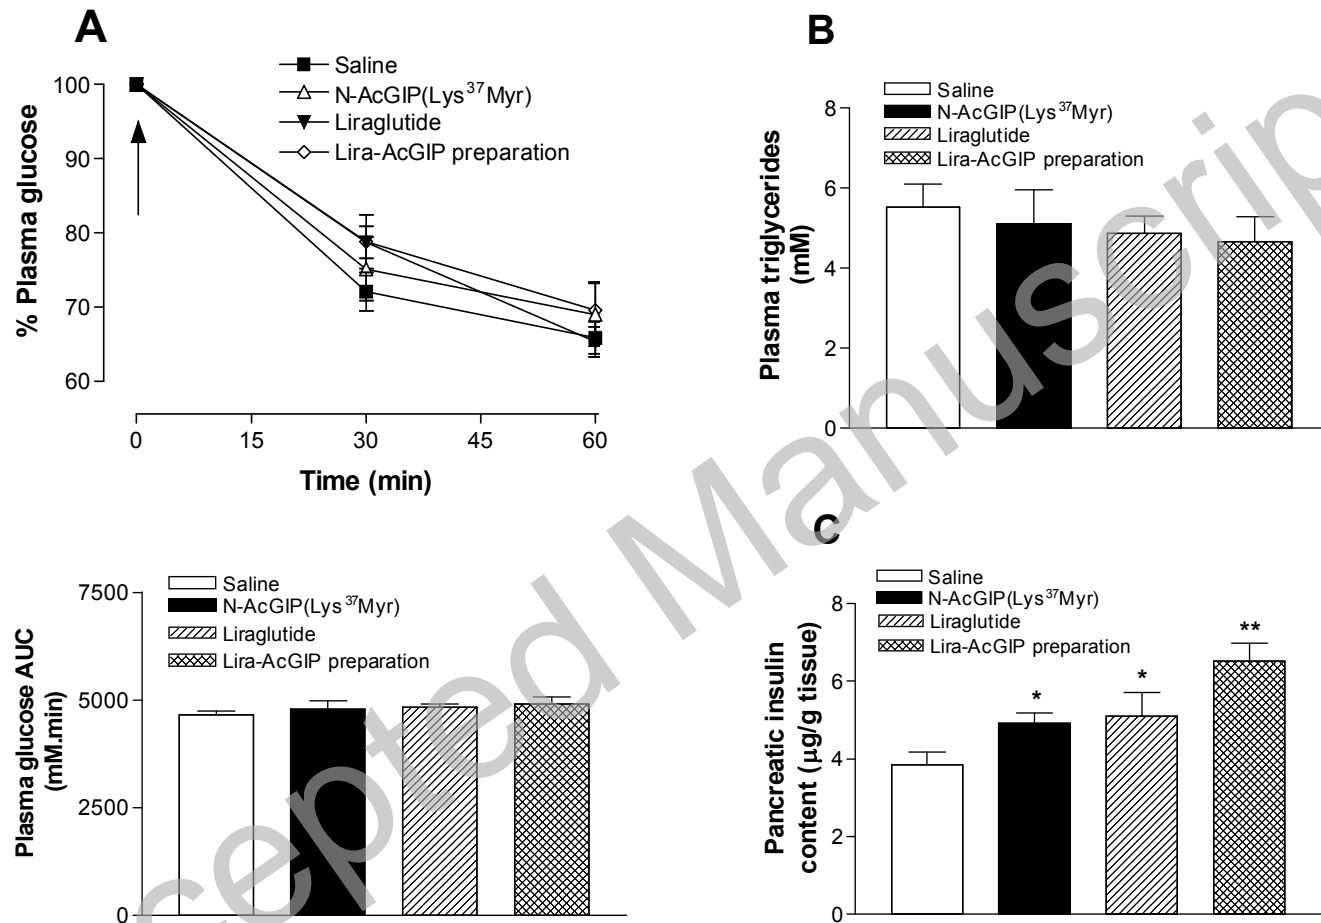 A
Saline
N-AcGIP(Lys³⁷Myr)
Liraglutide
Lira-AcGIP preparation
% Plasma glucose
100
90
80
70
60
0 15 30 45 60
Time (min)
B
Saline
N-AcGIP(Lys³⁷Myr)
Liraglutide
Lira-AcGIP preparation
Plasma triglycerides
(mM)
8
6
4
2
0
Saline
N-AcGIP(Lys³⁷Myr)
Liraglutide
Lira-AcGIP preparation
Plasma glucose AUC
(mM.min)
7500
5000
2500
0
C
Saline
N-AcGIP(Lys³⁷Myr)
Liraglutide
Lira-AcGIP preparation
Pancreatic insulin
content (µg/g tissue)
8
6
4
2
0
*
*
**
cepted Manuscrip